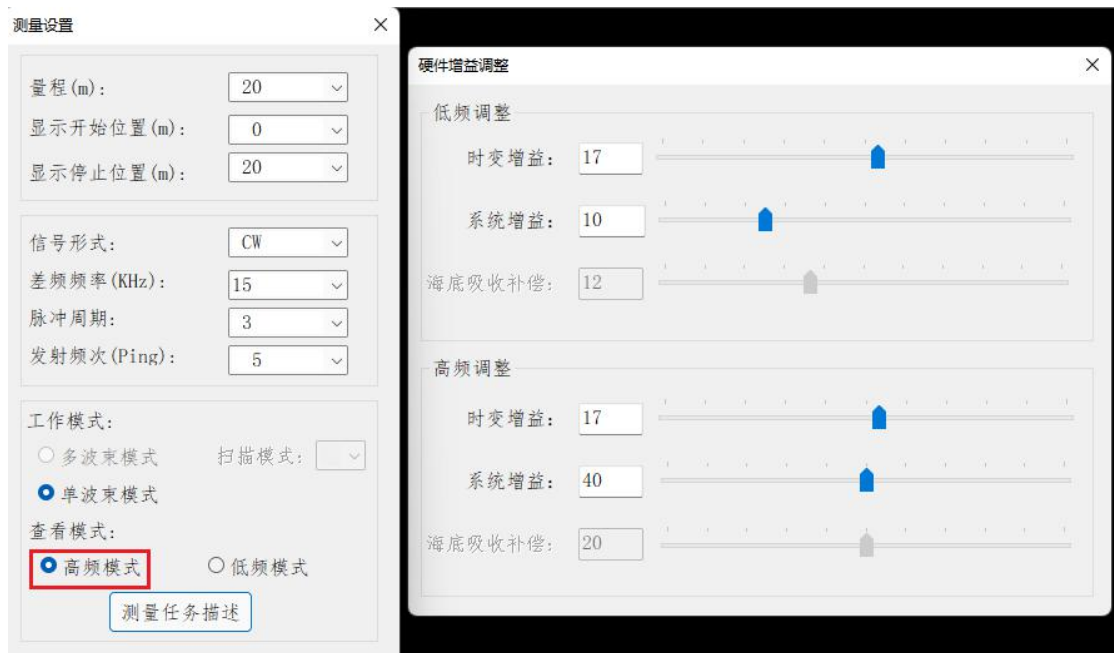 测量设置
量程(m): 20
显示开始位置(m): 0
显示停止位置(m): 20
信号形式: CW
差频频率(KHz): 15
脉冲周期: 3
发射频次(Ping): 5
工作模式:
多波束模式 扫描模式:
单波束模式
查看模式:
高频模式 低频模式
测量任务描述
硬件增益调整
低频调整
时变增益: 17
系统增益: 10
海底吸收补偿: 12
高频调整
时变增益: 17
系统增益: 40
海底吸收补偿: 20